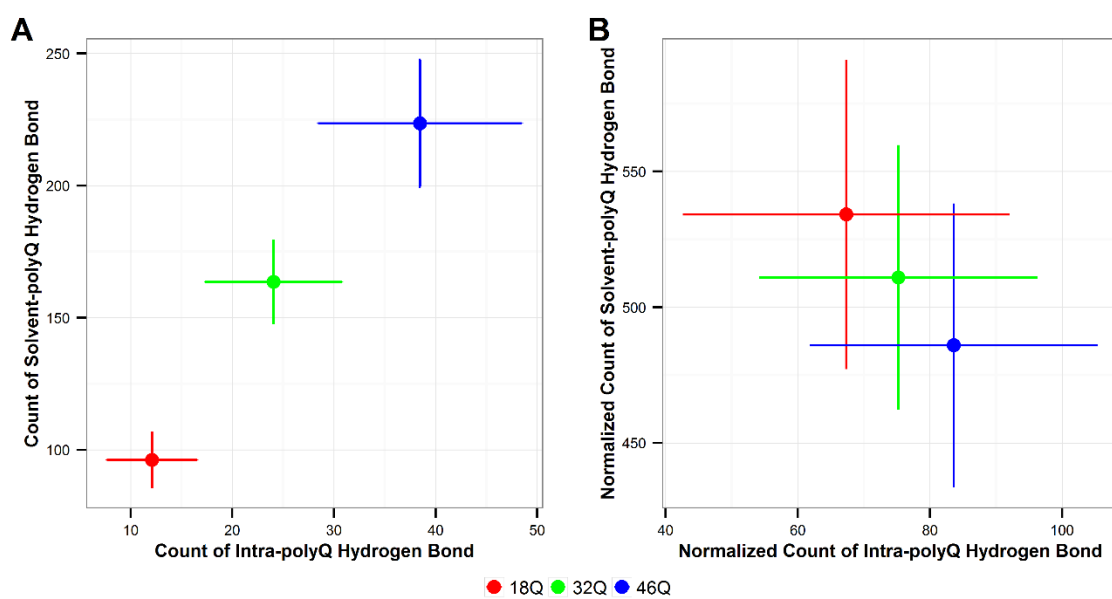 A
Count of Solvent-polyQ Hydrogen Bond
250
200
150
100
10 20 30 40 50
Count of Intra-polyQ Hydrogen Bond
B
Normalized Count of Solvent-polyQ Hydrogen Bond
550
500
450
40 60 80 100
Normalized Count of Intra-polyQ Hydrogen Bond
18Q 32Q 46Q